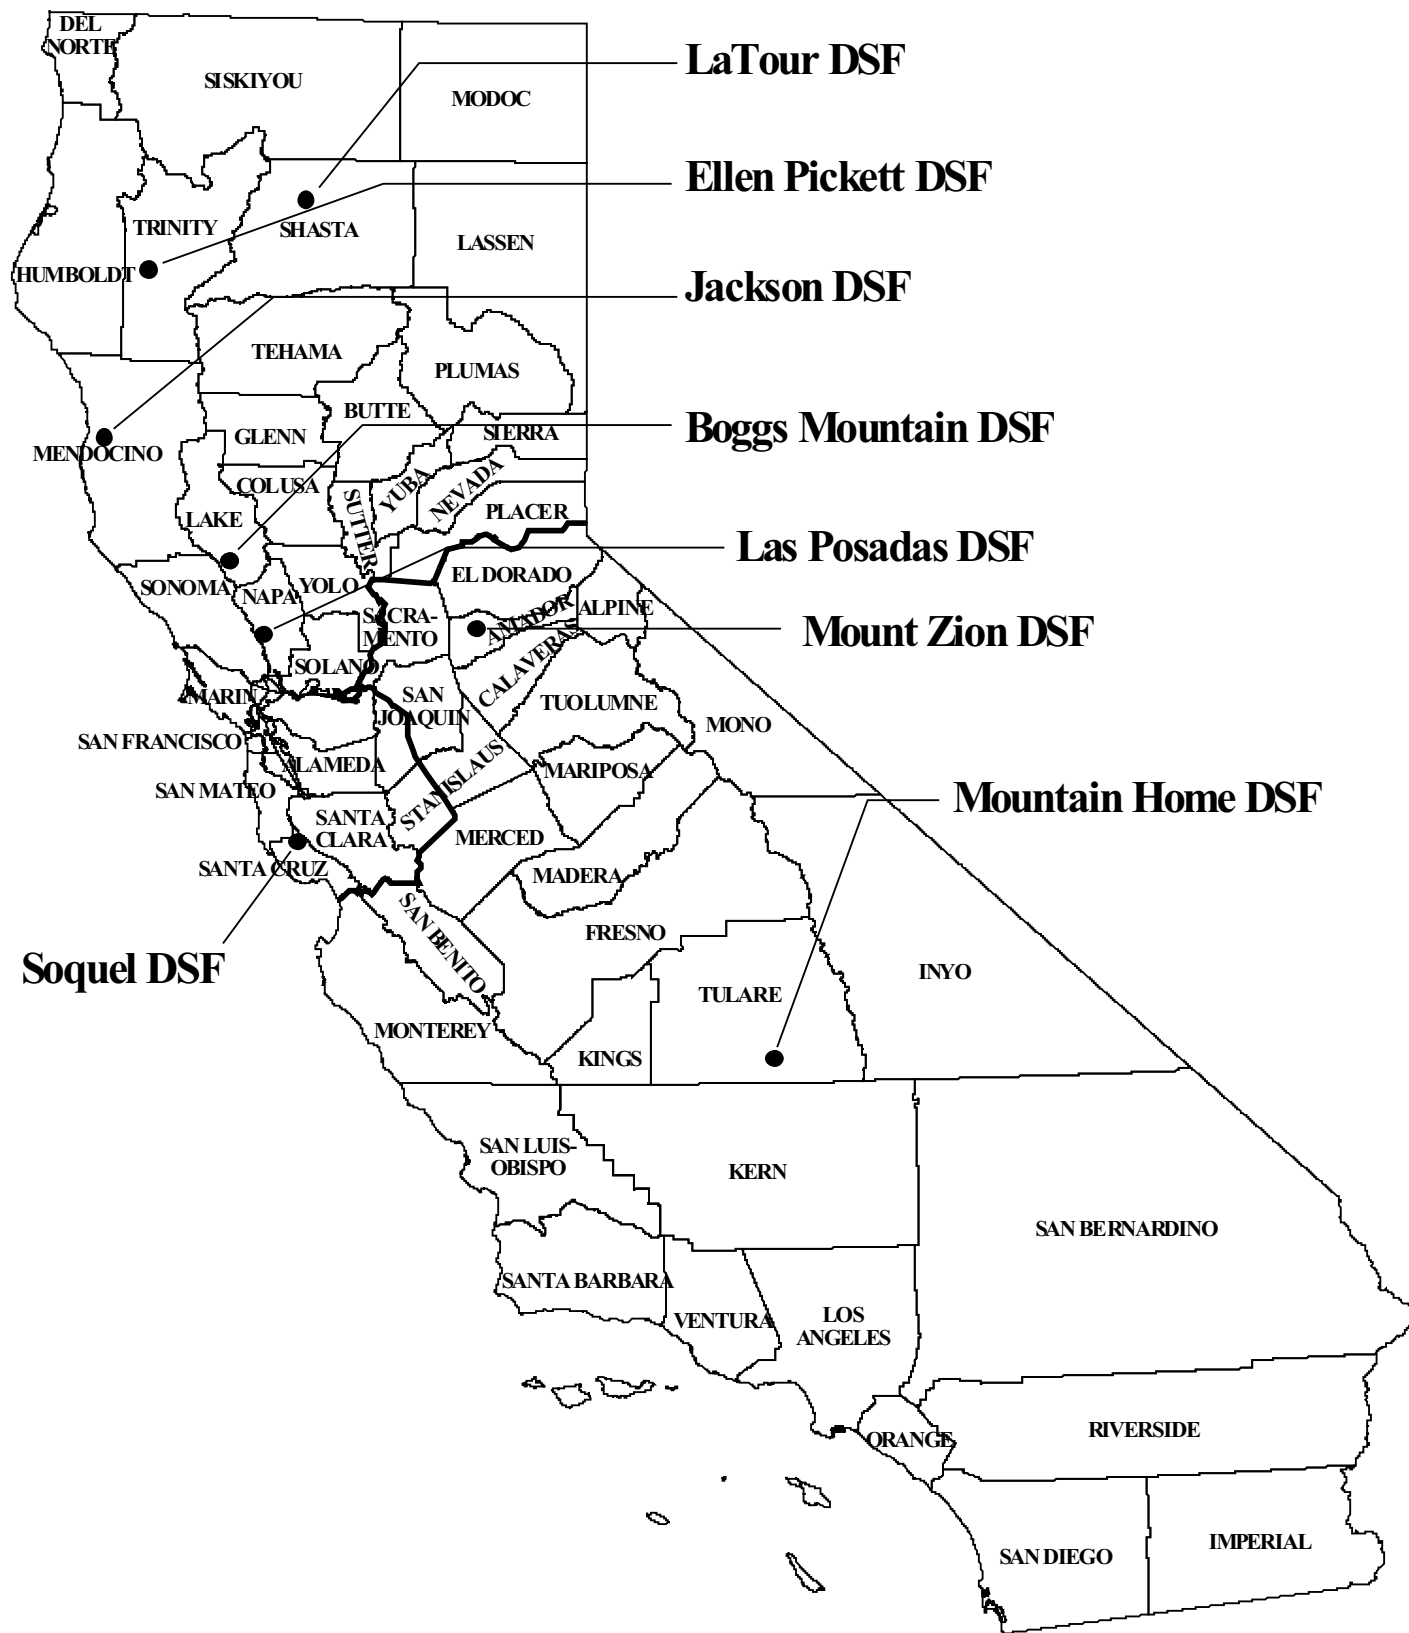 DEL
NORTE
SISKIYOU
MODOC
LaTour DSF
Ellen Pickett DSF
TRINITY
SHASTA
LASSEN
HUMBOLDT
Jackson DSF
TEHAMA
PLUMAS
BUTTE
GLENN
SIERRA
Boggs Mountain DSF
MENDOCINO
COLUSA
SUTTER
YUBA
NEVADA
LAKE
PLACER
Las Posadas DSF
SONOMA
NAPA
YOLO
EL DORADO
SACRA-
MENTO
AMADOR
ALPINE
Mount Zion DSF
SOLANO
CALAVERAS
MARIN
SAN
JOAQUIN
TUOLUMNE
MONO
SAN FRANCISCO
ALAMEDA
STANISLAUS
MARIPOSA
SAN MATEO
Mountain Home DSF
SANTA
CLARA
MERCED
SANTA CRUZ
MADERA
SAN BENITO
FRESNO
Soquel DSF
INYO
TULARE
MONTEREY
KINGS
SAN LUIS-
OBISPO
KERN
SAN BERNARDINO
SANTA BARBARA
VENTURA
LOS
ANGELES
ORANGE
RIVERSIDE
SAN DIEGO
IMPERIAL